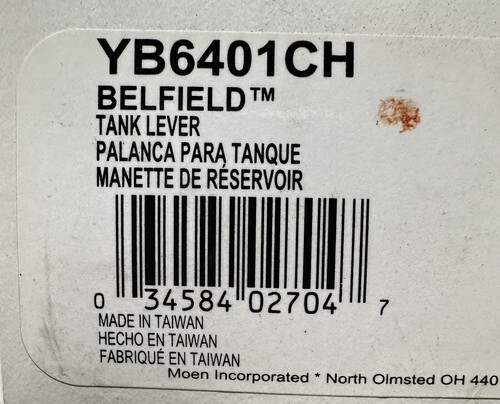 YB6401CH
BELFIELD™
TANK LEVER
PALANCA PARA TANQUE
MANETTE DE RÉSERVOIR
0 34584 02704 7
MADE IN TAIWAN
HECHO EN TAIWAN
FABRIQUÉ EN TAIWAN
Moen Incorporated * North Olmsted OH 440